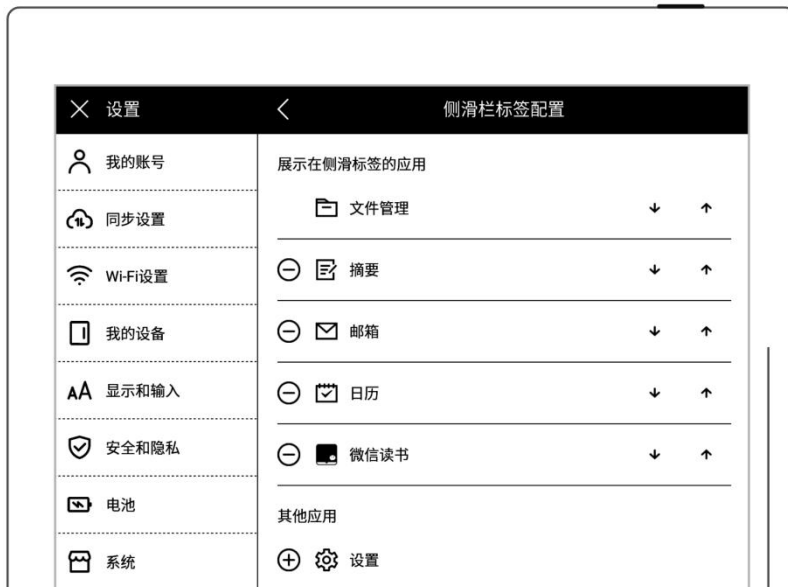 设置
侧滑栏标签配置
我的账号
同步设置
Wi-Fi设置
我的设备
显示和输入
安全和隐私
电池
系统
展示在侧滑标签的应用
文件管理
摘要
邮箱
日历
微信读书
其他应用
设置